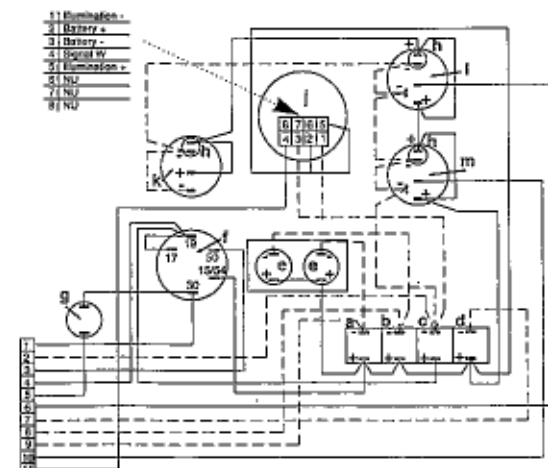 1 Illumination -
2 Battery +
3 Battery -
4 Signal W
5 Illumination +
6 NU
7 NU
8 NU
h
i
i
8 7 6 5
4 3 2 1
h
k
h
m
f
19
17
50
15/54
30
e e
g
a b c d
1
2
3
4
5
6
7
8
9
10